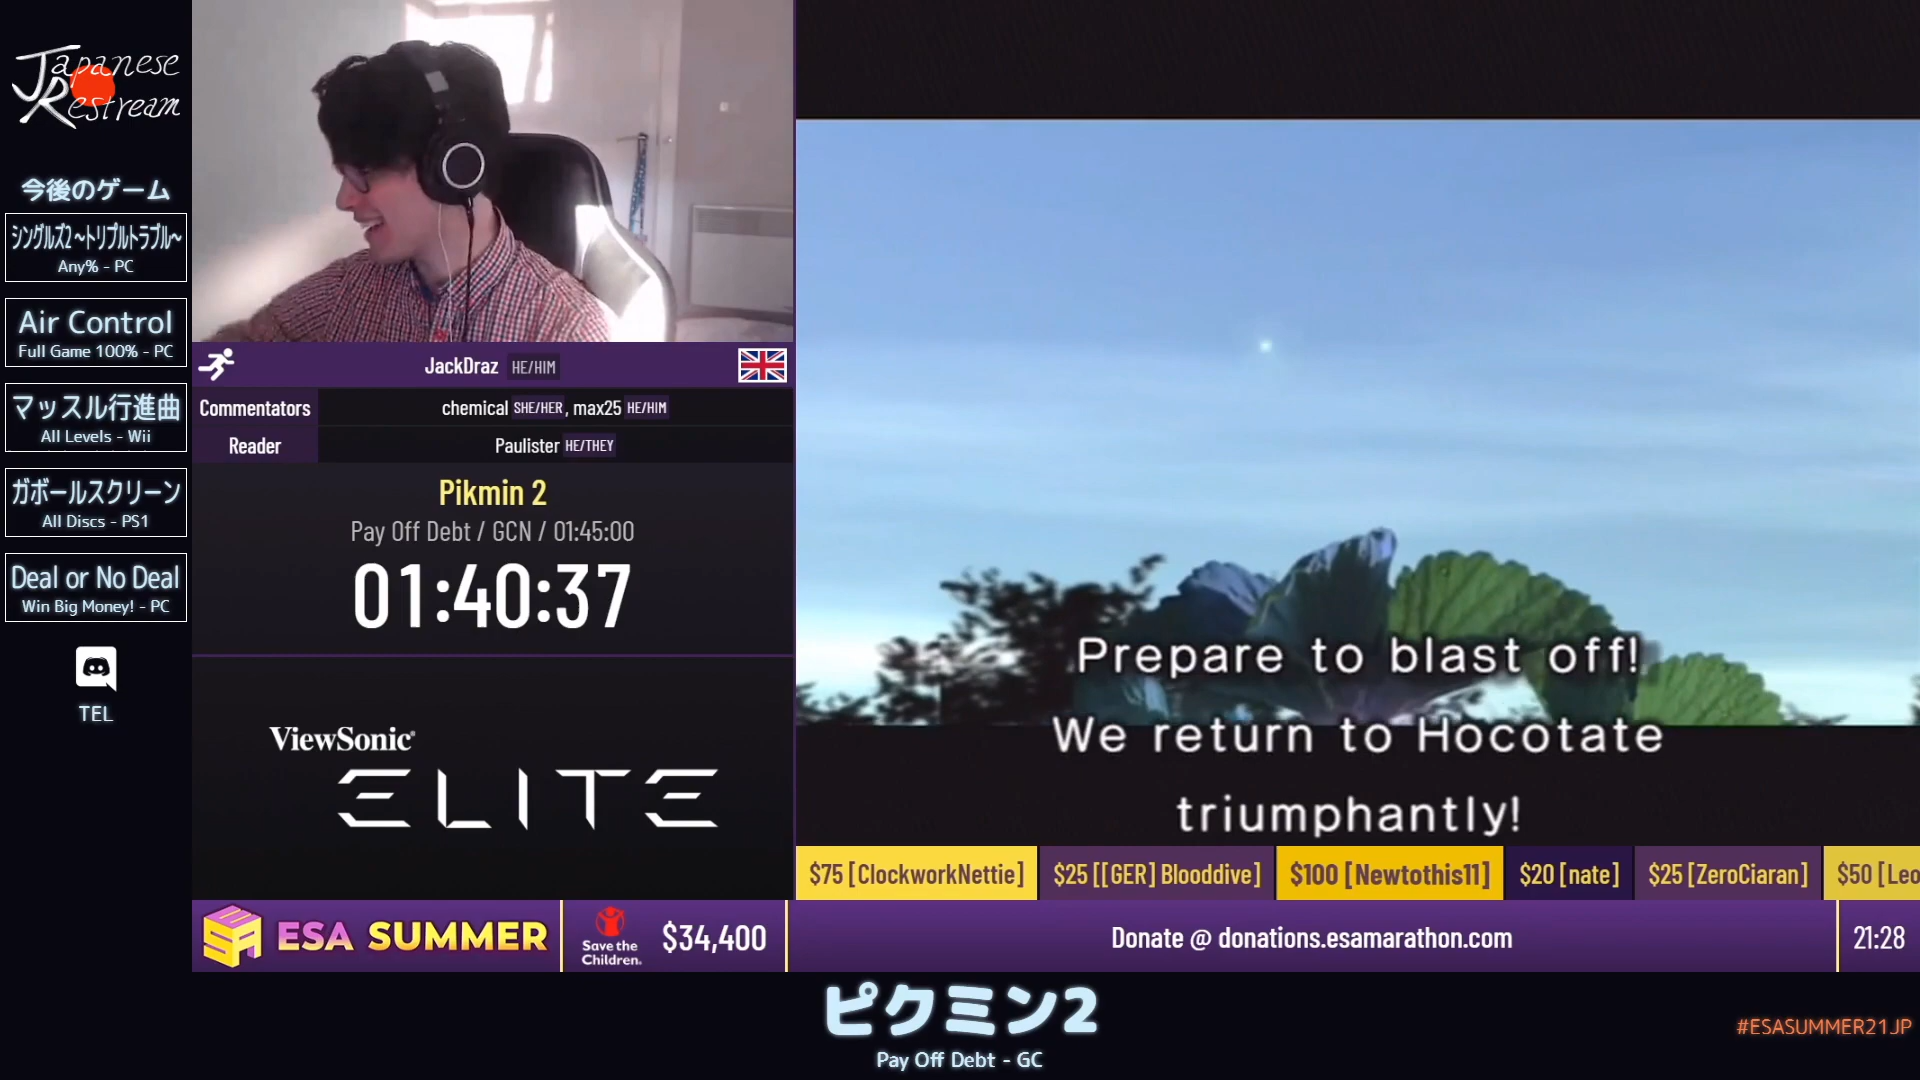 Japanese
Restream
今後のゲーム
シングルズ2～トリプルトラブル～
Any% - PC
Air Control
Full Game 100% - PC
マッスル行進曲
All Levels - Wii
ガボールスクリーン
All Discs - PS1
Deal or No Deal
Win Big Money! - PC
TEL
JackDraz HE/HIM
Commentators chemical SHE/HER, max25 HE/HIM
Reader Paulister HE/THEY
Pikmin 2
Pay Off Debt / GCN / 01:45:00
01:40:37
ViewSonic
ELITE
Prepare to blast off!
We return to Hocotate
triumphantly!
$75 [ClockworkNettie] $25 [[GER] Blooddive] $100 [Newtothis11] $20 [nate] $25 [ZeroCiaran] $50 [Leo
ESA SUMMER Save the Children. $34,400 Donate @ donations.esamarathon.com 21:28
ピクミン2
Pay Off Debt - GC
#ESASUMMER21JP